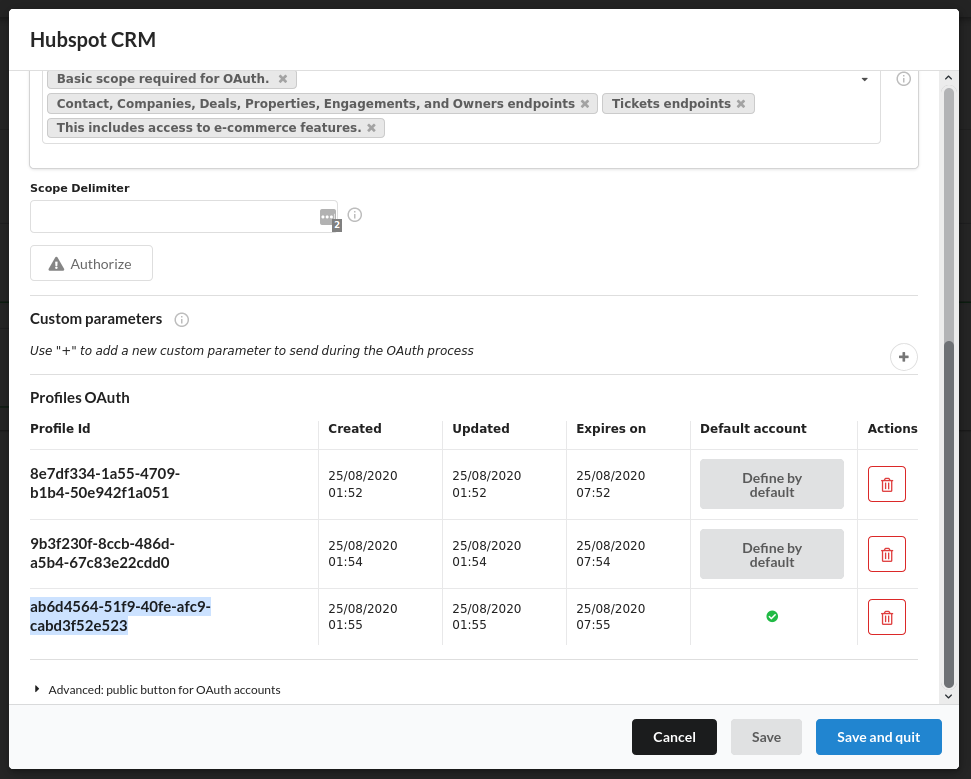 Hubspot CRM
Basic scope required for OAuth. ×
Contact, Companies, Deals, Properties, Engagements, and Owners endpoints × Tickets endpoints ×
This includes access to e-commerce features. ×
Scope Delimiter
2
Authorize
Custom parameters
Use "+" to add a new custom parameter to send during the OAuth process
Profiles OAuth
Profile Id Created Updated Expires on Default account Actions
8e7df334-1a55-4709-
b1b4-50e942f1a051
25/08/2020
01:52
25/08/2020
01:52
25/08/2020
07:52
Define by
default
9b3f230f-8ccb-486d-
a5b4-67c83e22cdd0
25/08/2020
01:54
25/08/2020
01:54
25/08/2020
07:54
Define by
default
ab6d4564-51f9-40fe-afc9-
cabd3f52e523
25/08/2020
01:55
25/08/2020
01:55
25/08/2020
07:55
Advanced: public button for OAuth accounts
Cancel Save Save and quit